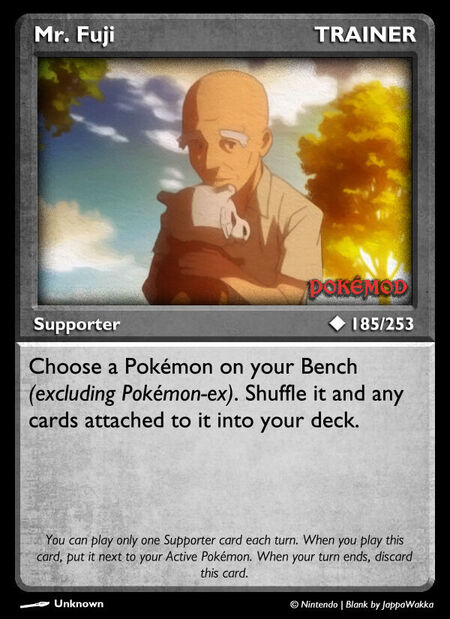 Mr. Fuji TRAINER
POKÉMOD
Supporter ◆ 185/253
Choose a Pokémon on your Bench
(excluding Pokémon-ex). Shuffle it and any
cards attached to it into your deck.
You can play only one Supporter card each turn. When you play this
card, put it next to your Active Pokémon. When your turn ends, discard
this card.
Unknown © Nintendo | Blank by JappaWakka